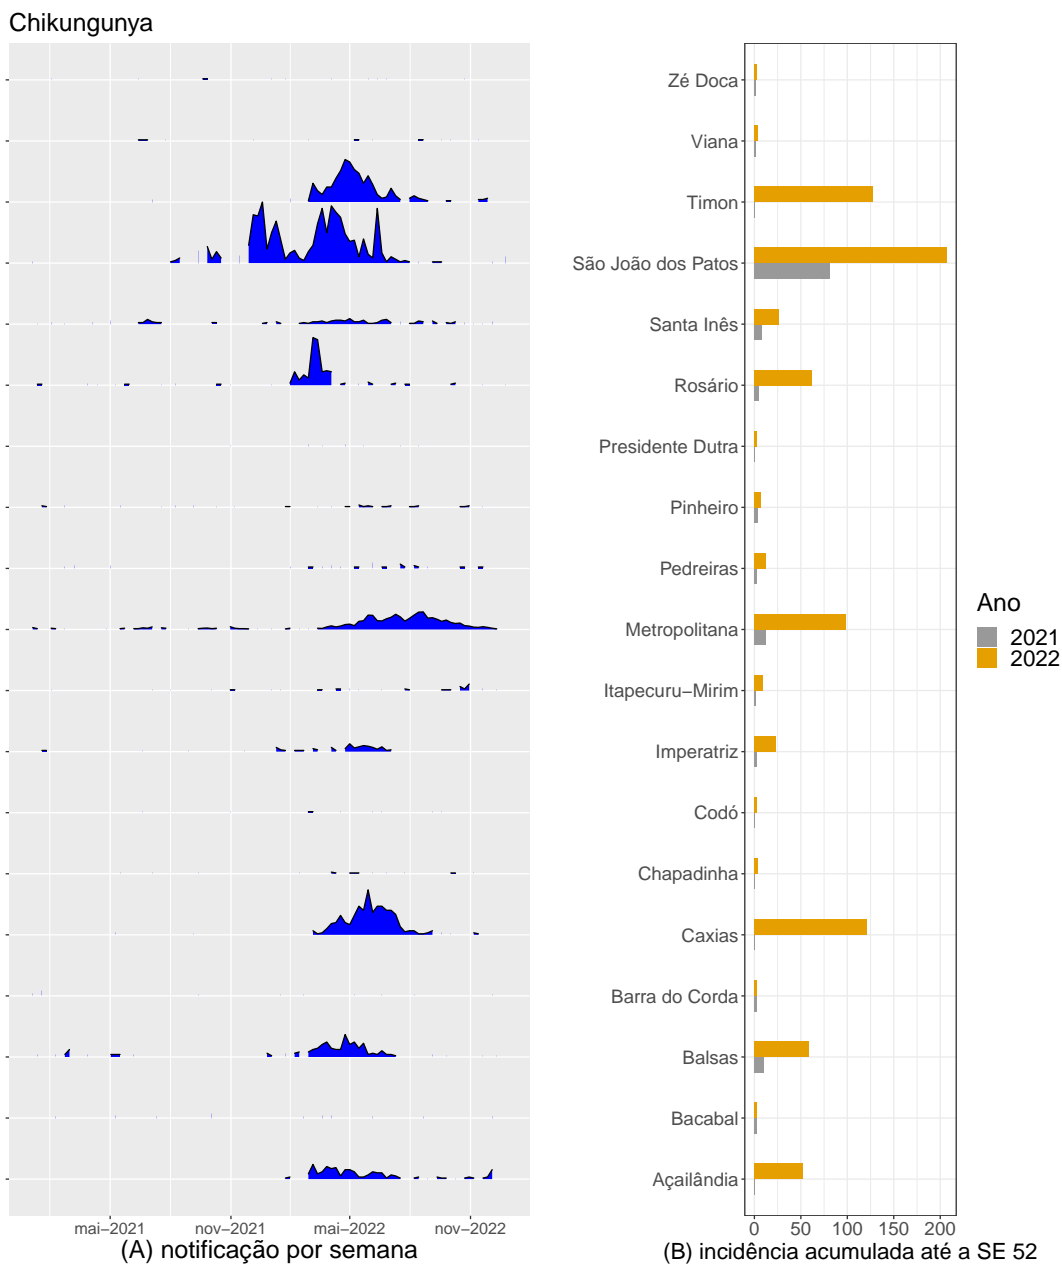 Chikungunya
Zé Doca
Viana
Timon
São João dos Patos
Santa Inês
Rosário
Presidente Dutra
Pinheiro
Pedreiras
Metropolitana
Itapecuru−Mirim
Imperatriz
Codó
Chapadinha
Caxias
Barra do Corda
Balsas
Bacabal
Açailândia
Ano
2021
2022
mai−2021 nov−2021 mai−2022 nov−2022
0 50 100 150 200
(A) notificação por semana
(B) incidência acumulada até a SE 52